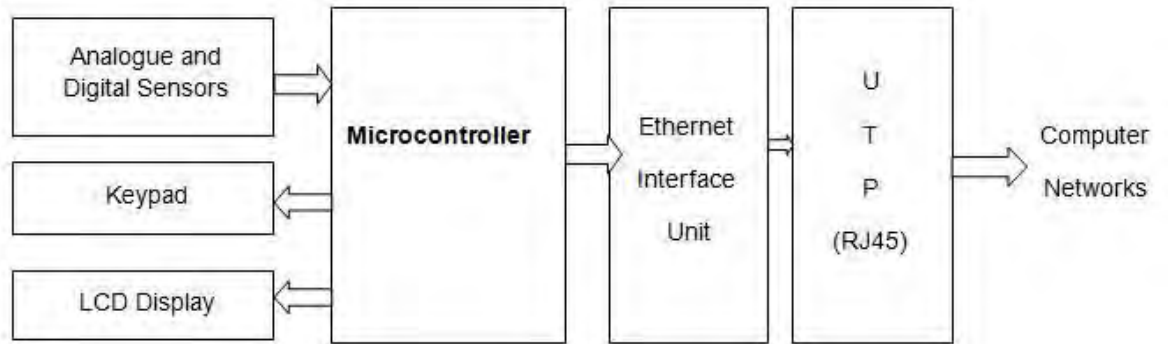 Analogue and
Digital Sensors
Keypad
LCD Display
Microcontroller
Ethernet
Interface
Unit
U
T
P
(RJ45)
Computer
Networks